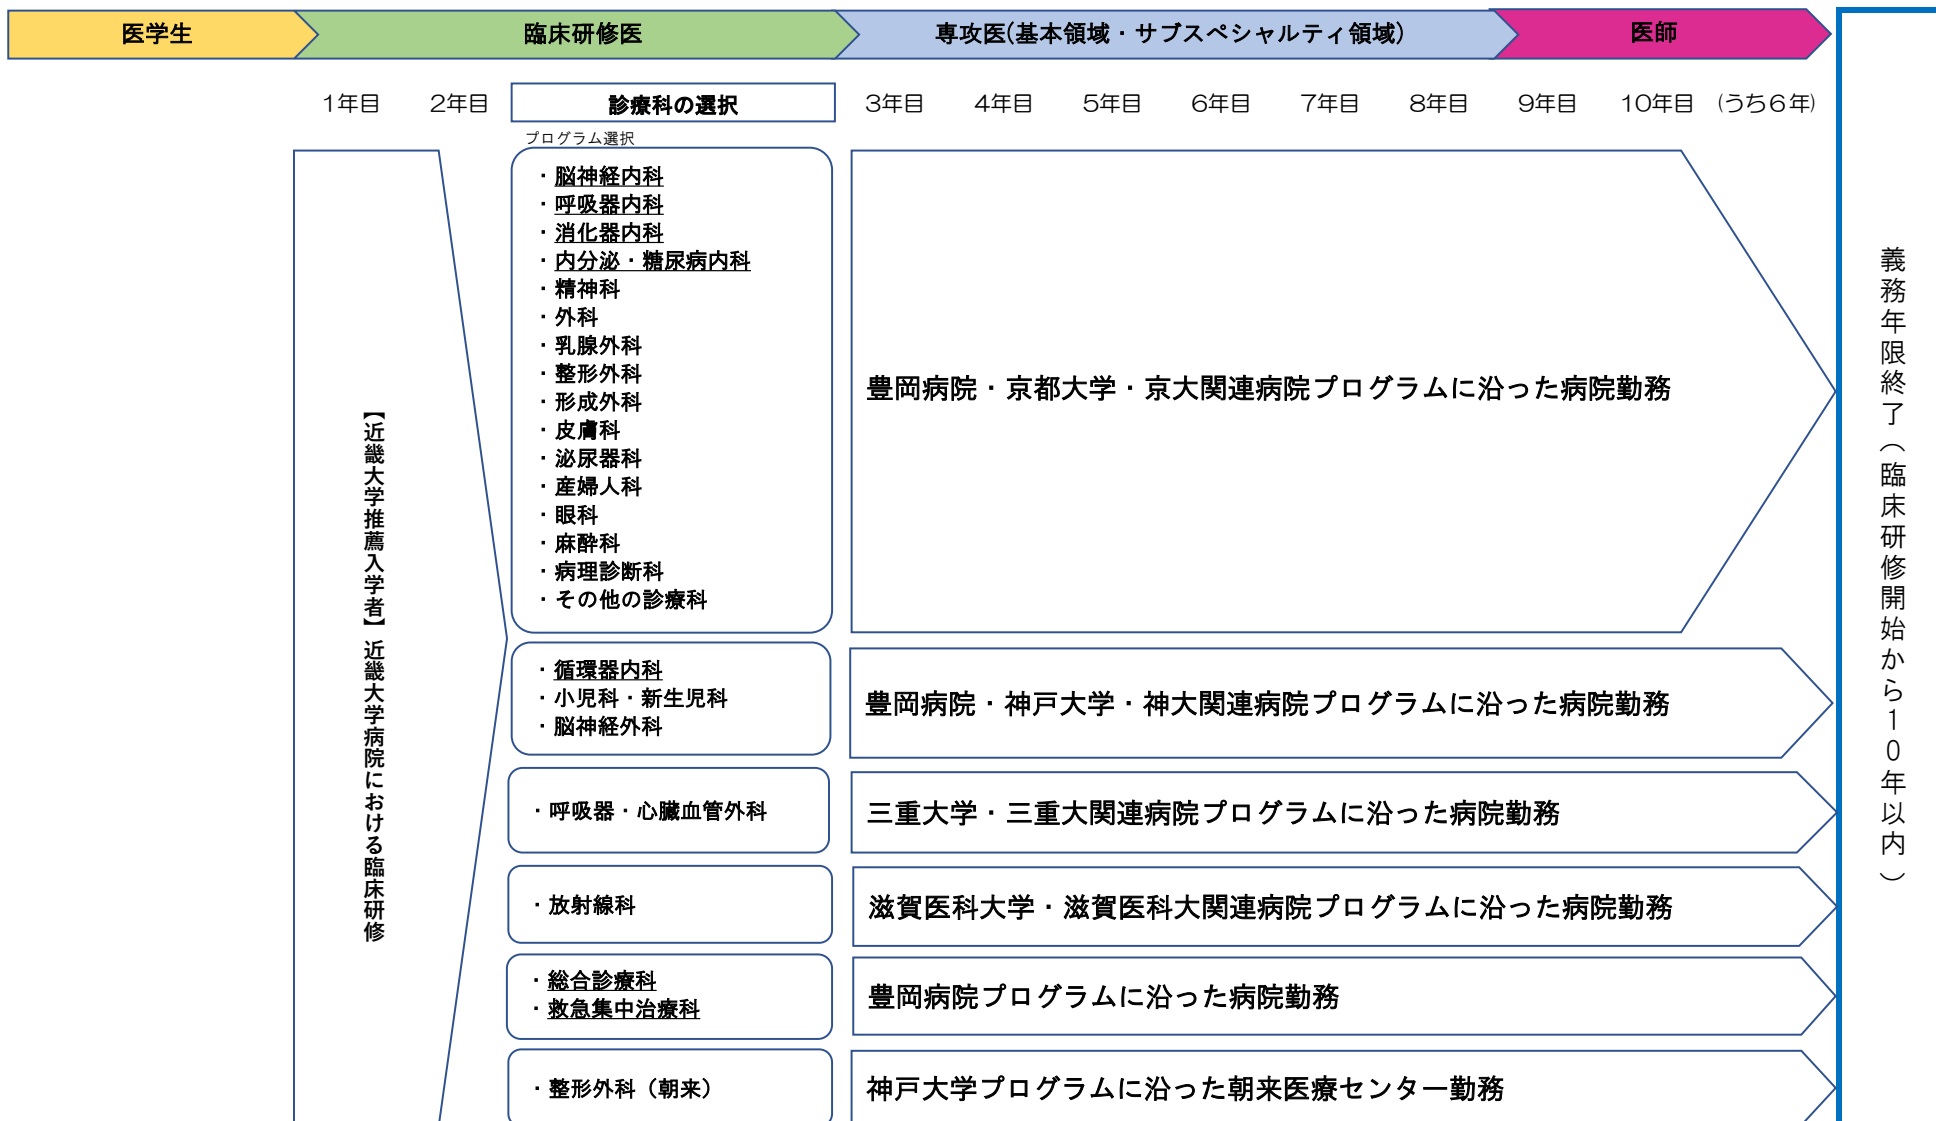 医学生
臨床研修医
専攻医(基本領域・サブスペシャルティ領域)
医師
1年目
2年目
診療科の選択
3年目
4年目
5年目
6年目
7年目
8年目
9年目
10年目
(うち6年)
プログラム選択
【近畿大学推薦入学者】近畿大学病院における臨床研修
・脳神経内科
・呼吸器内科
・消化器内科
・内分泌・糖尿病内科
・精神科
・外科
・乳腺外科
・整形外科
・形成外科
・皮膚科
・泌尿器科
・産婦人科
・眼科
・麻酔科
・病理診断科
・その他の診療科
豊岡病院・京都大学・京大関連病院プログラムに沿った病院勤務
・循環器内科
・小児科・新生児科
・脳神経外科
豊岡病院・神戸大学・神大関連病院プログラムに沿った病院勤務
・呼吸器・心臓血管外科
三重大学・三重大関連病院プログラムに沿った病院勤務
・放射線科
滋賀医科大学・滋賀医科大関連病院プログラムに沿った病院勤務
・総合診療科
・救急集中治療科
豊岡病院プログラムに沿った病院勤務
・整形外科（朝来）
神戸大学プログラムに沿った朝来医療センター勤務
義務年限終了（臨床研修開始から10年以内）